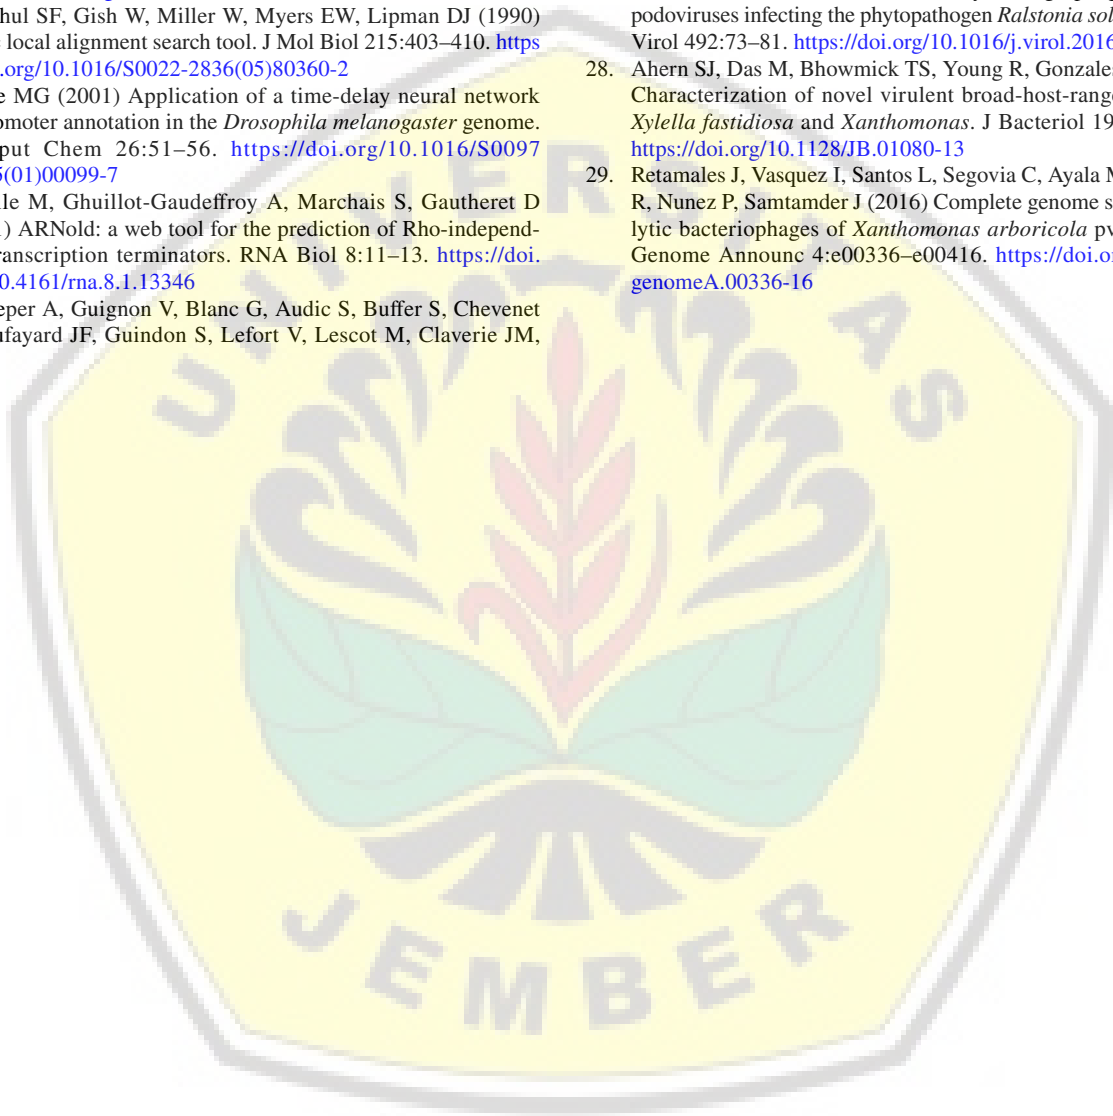 hul SF, Gish W, Miller W, Myers EW, Lipman DJ (1990)
local alignment search tool. J Mol Biol 215:403–410. https
.org/10.1016/S0022-2836(05)80360-2
e MG (2001) Application of a time-delay neural network
omoter annotation in the Drosophila melanogaster genome.
put Chem 26:51–56. https://doi.org/10.1016/S0097
5(01)00099-7
lle M, Ghuillot-Gaudeffroy A, Marchais S, Gautheret D
) ARNold: a web tool for the prediction of Rho-independ-
ranscription terminators. RNA Biol 8:11–13. https://doi.
0.4161/rna.8.1.13346
eper A, Guignon V, Blanc G, Audic S, Buffer S, Chevenet
ufayard JF, Guindon S, Lefort V, Lescot M, Claverie JM,
podoviruses infecting the phytopathogen Ralstonia sol
Virol 492:73–81. https://doi.org/10.1016/j.virol.2016
28. Ahern SJ, Das M, Bhowmick TS, Young R, Gonzales
Characterization of novel virulent broad-host-range
Xylella fastidiosa and Xanthomonas. J Bacteriol 19
https://doi.org/10.1128/JB.01080-13
29. Retamales J, Vasquez I, Santos L, Segovia C, Ayala M
R, Nunez P, Samtamder J (2016) Complete genome s
lytic bacteriophages of Xanthomonas arboricola pv
Genome Announc 4:e00336–e00416. https://doi.or
genomeA.00336-16
UNIVERSITAS
JEMBER